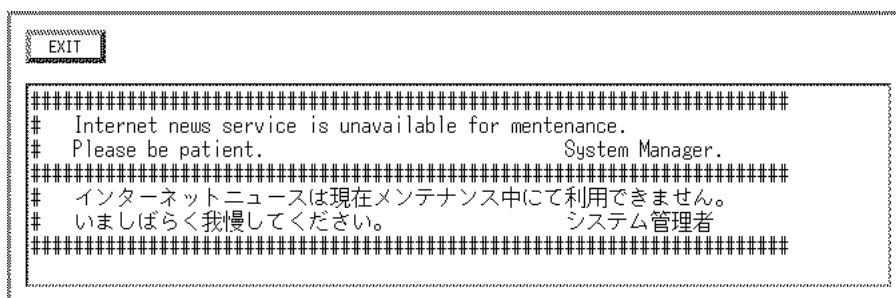 EXIT
######################################################################
#   Internet news service is unavailable for mentenance.
#   Please be patient.                             System Manager.
######################################################################
#   インターネットニュースは現在メンテナンス中にて利用できません。
#   いましばらく我慢してください。                 システム管理者
######################################################################